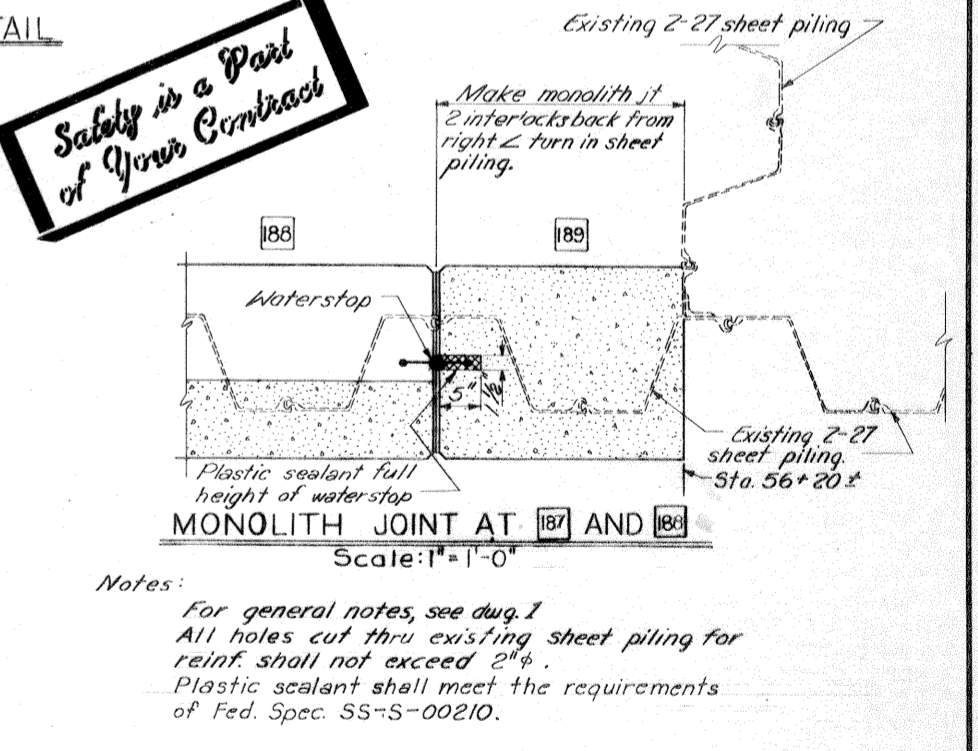 TAIL
Safety is a Part
of Your Contract
Existing Z-27 sheet piling
Make monolith jt
2 interlocks back from
right ∠ turn in sheet
piling.
188
189
Waterstop
5"
1½"
Existing Z-27
sheet piling.
Sta. 56+20±
Plastic sealant full
height of waterstop
MONOLITH JOINT AT 187 AND 188
Scale: 1" = 1'-0"
Notes:
For general notes, see dwg. 1
All holes cut thru existing sheet piling for
reinf. shall not exceed 2"φ.
Plastic sealant shall meet the requirements
of Fed. Spec. SS-S-00210.